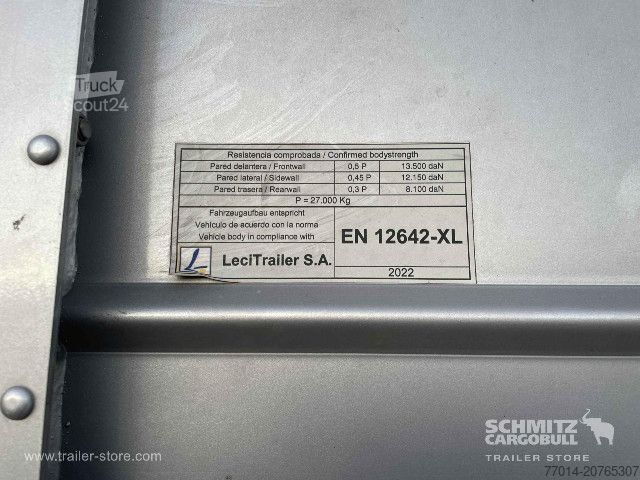 Truck
Scout24
Resistencia comprobada / Confirmed bodystrength
Pared delantera / Frontwall 0,5 P 13.500 daN
Pared lateral / Sidewall 0,45 P 12.150 daN
Pared trasera / Rearwall 0,3 P 8.100 daN
P = 27.000 Kg
Fahrzeugaufbau entspricht
Vehículo de acuerdo con la norma
Vehicle body in compliance with
EN 12642-XL
LeciTrailer S.A.
2022
SCHMITZ
CARGOBULL
TRAILER STORE
www.trailer-store.com
77014-20765307